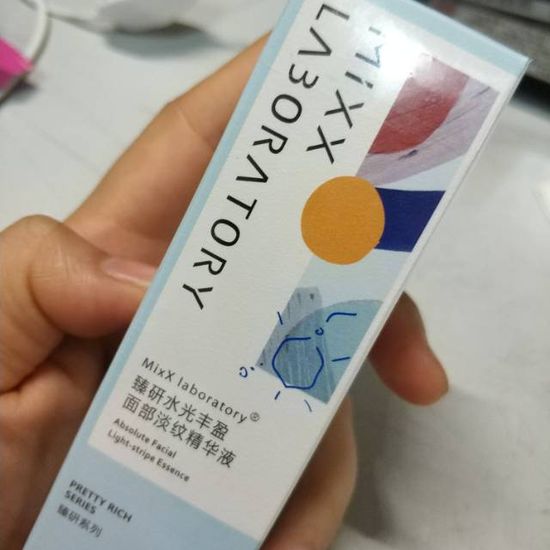 MiXX
LABORATORY
MixX laboratory®
臻研水光丰盈
面部淡纹精华液
Absolute Facial
Light-stripe Essence
PRETTY RICH
SERIES
臻研系列